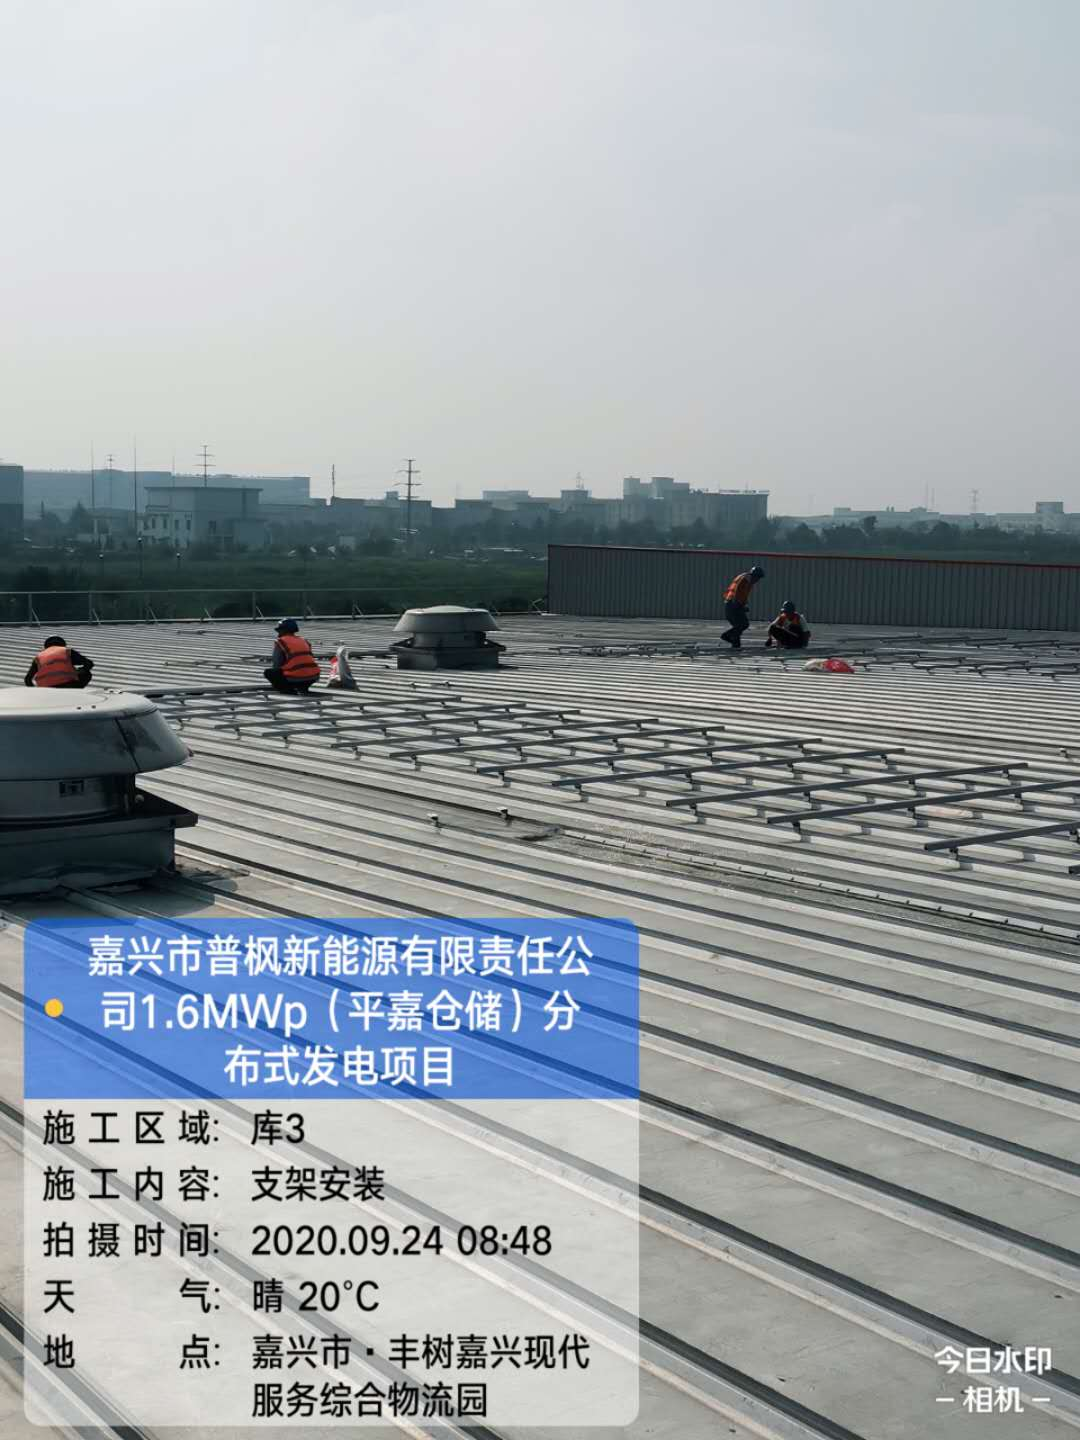 嘉兴市普枫新能源有限责任公
司1.6MWp（平嘉仓储）分
布式发电项目
施工区域: 库3
施工内容: 支架安装
拍摄时间: 2020.09.24 08:48
天气: 晴 20°C
地点: 嘉兴市·丰树嘉兴现代
服务综合物流园
今日水印
－相机－